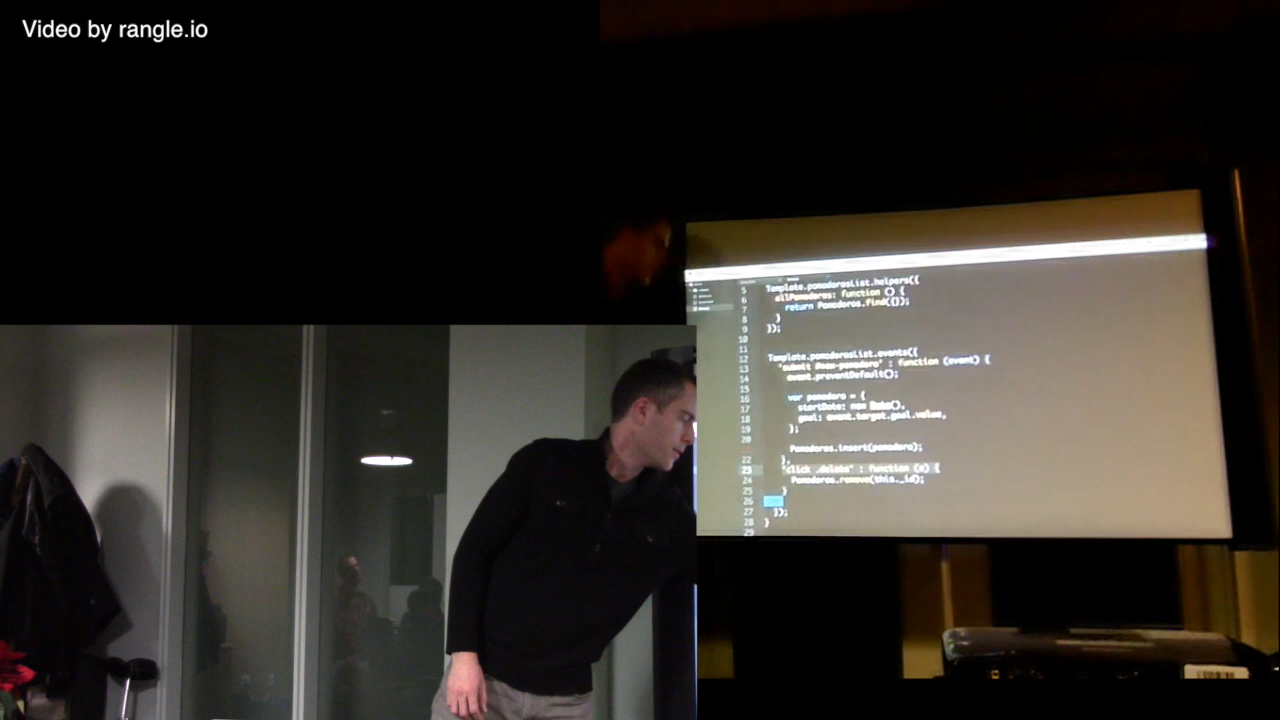 Video by rangle.io
5 Template.pomodorosList.helpers({
6 allPomodoros: function () {
7 return Pomodoros.find({});
8 }
9 });
10
11
12 Template.pomodorosList.events({
13 "submit #new-pomodoro" : function (event) {
14 event.preventDefault();
15
16 var pomodoro = {
17 startDate: new Date(),
18 goal: event.target.goal.value,
19 };
20
Pomodoros.insert(pomodoro);
22 },
23 "click .delete" : function (e) {
24 Pomodoros.remove(this._id);
25 }
26
27 });
28 }
29